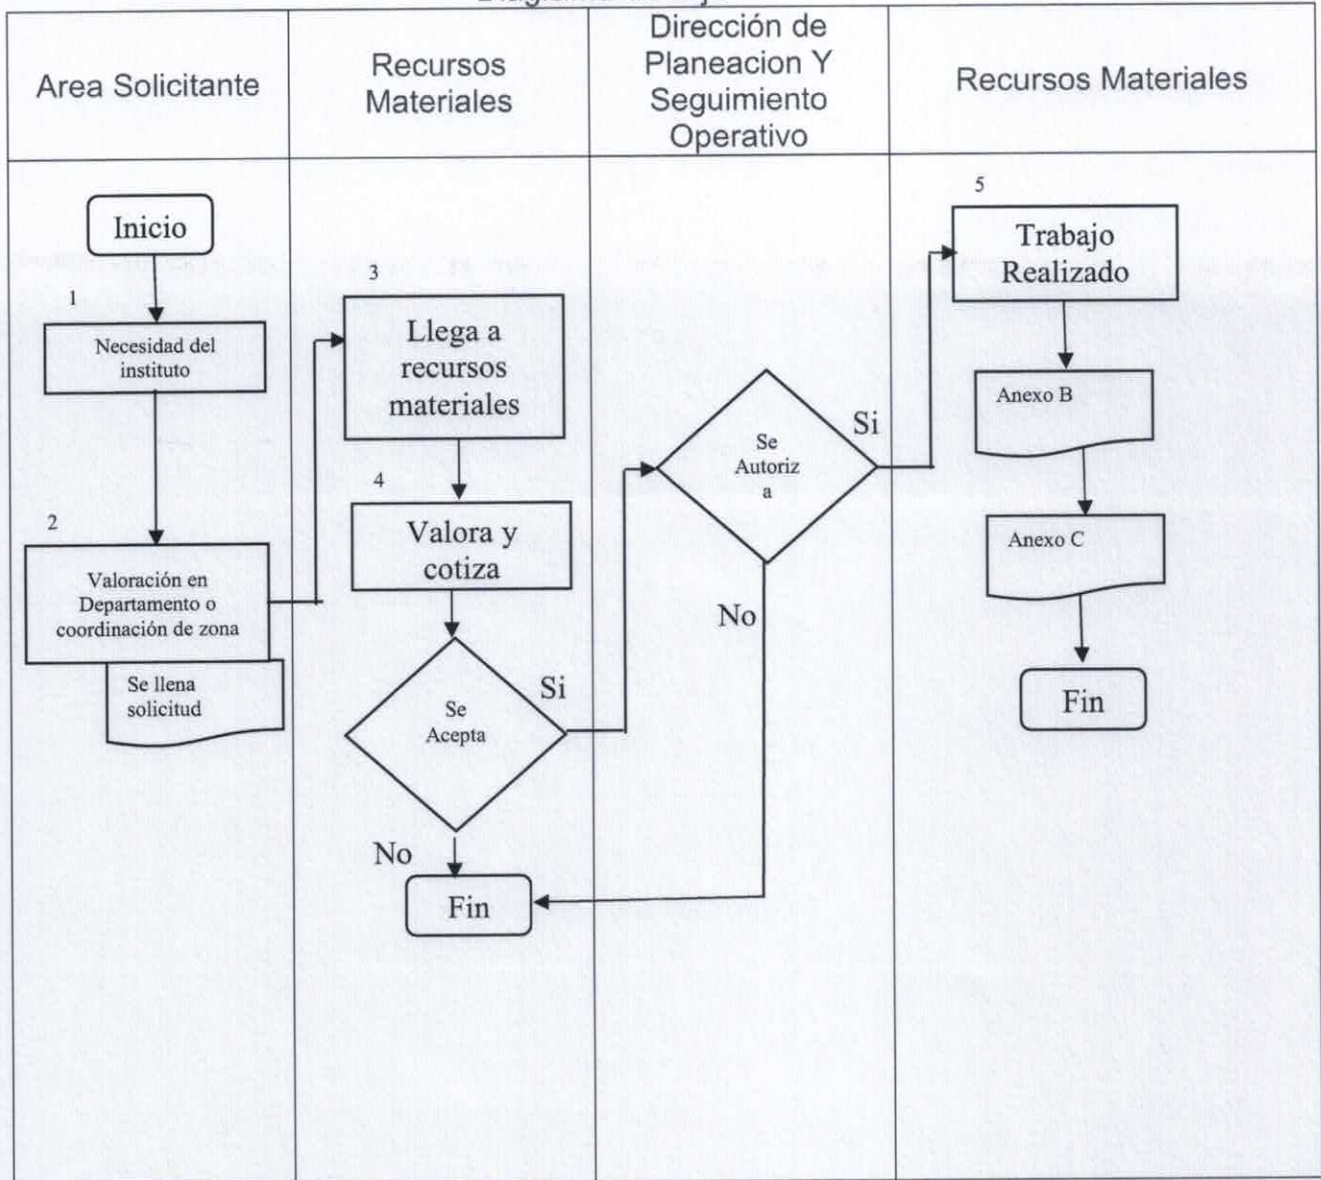 Area Solicitante
Recursos
Materiales
Dirección de
Planeacion Y
Seguimiento
Operativo
Recursos Materiales
Inicio
1
Necesidad del
instituto
2
Valoración en
Departamento o
coordinación de zona
Se llena
solicitud
3
Llega a
recursos
materiales
4
Valora y
cotiza
Se
Acepta
Si
No
Fin
Se
Autoriz
a
Si
No
5
Trabajo
Realizado
Anexo B
Anexo C
Fin